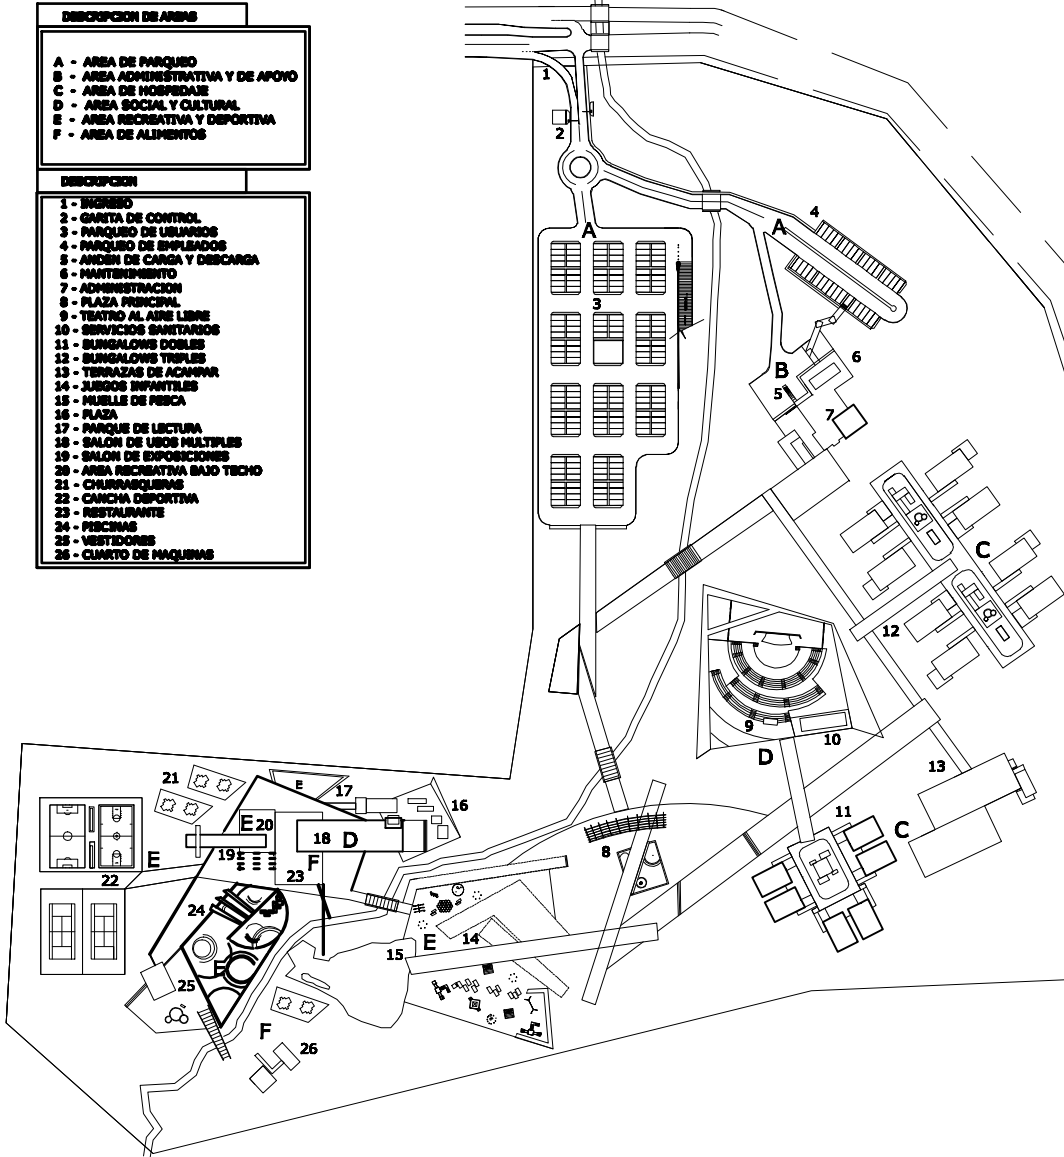 DESCRIPCION DE AREAS
A - AREA DE PARQUEO
B - AREA ADMINISTRATIVA Y DE APOYO
C - AREA DE HOSPEDAJE
D - AREA SOCIAL Y CULTURAL
E - AREA RECREATIVA Y DEPORTIVA
F - AREA DE ALIMENTOS
DESCRIPCION
1 - INGRESO
2 - GARITA DE CONTROL
3 - PARQUEO DE USUARIOS
4 - PARQUEO DE EMPLEADOS
5 - ANDEN DE CARGA Y DESCARGA
6 - MANTENIMIENTO
7 - ADMINISTRACION
8 - PLAZA PRINCIPAL
9 - TEATRO AL AIRE LIBRE
10 - SERVICIOS SANITARIOS
11 - BUNGALOWS DOBLES
12 - BUNGALOWS TRIPLES
13 - TERRAZAS DE ACAMPAR
14 - JUEGOS INFANTILES
15 - MUELLE DE PESCA
16 - PLAZA
17 - PARQUE DE LECTURA
18 - SALON DE USOS MULTIPLES
19 - SALON DE EXPOSICIONES
20 - AREA RECREATIVA BAJO TECHO
21 - CHURRASQUERAS
22 - CANCHA DEPORTIVA
23 - RESTAURANTE
24 - PISCINAS
25 - VESTIDORES
26 - CUARTO DE MAQUINAS
1
2
4
A
A
3
6
B
5
7
C
12
9
10
D
13
11
C
8
21
E
17
16
E
20
18
D
19
F
E
22
23
24
14
E
15
E
25
F
26